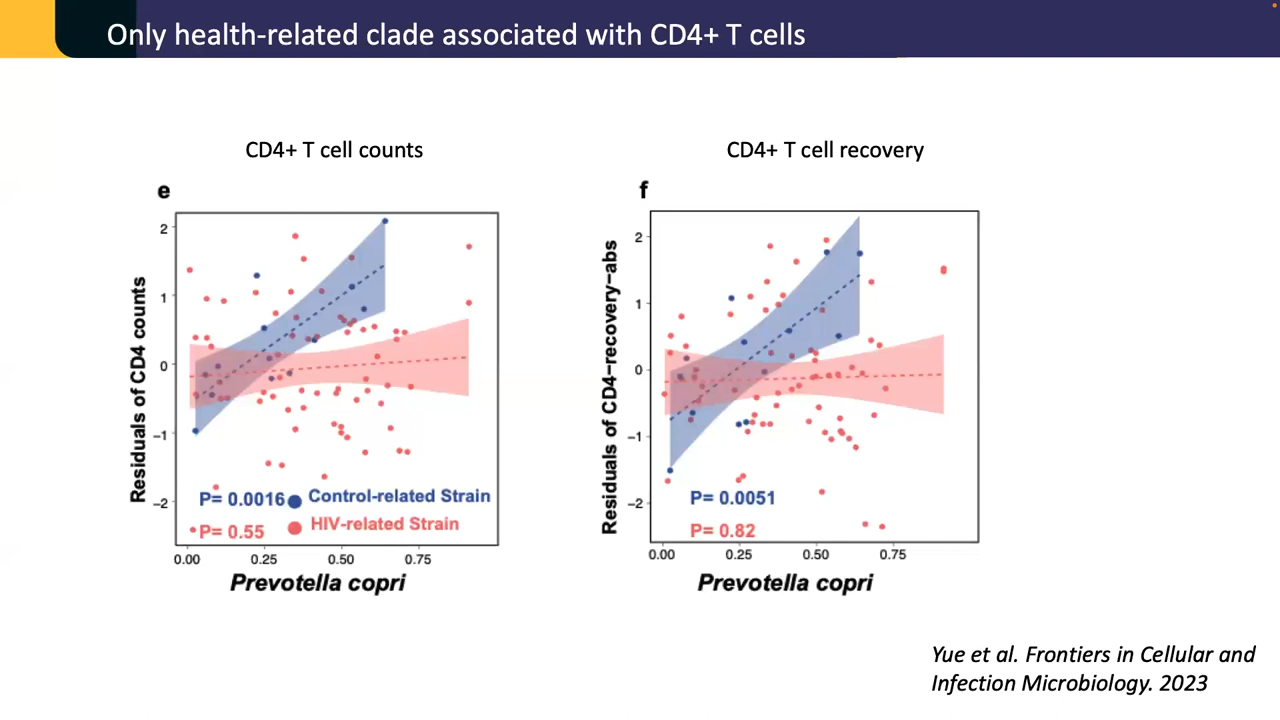 Only health-related clade associated with CD4+ T cells
CD4+ T cell counts
CD4+ T cell recovery
e
Residuals of CD4 counts
2
1
0
−1
−2
P= 0.0016
Control-related Strain
P= 0.55
HIV-related Strain
0.00
0.25
0.50
0.75
Prevotella copri
f
Residuals of CD4−recovery−abs
2
1
0
−1
−2
P= 0.0051
P= 0.82
0.00
0.25
0.50
0.75
Prevotella copri
Yue et al. Frontiers in Cellular and
Infection Microbiology. 2023